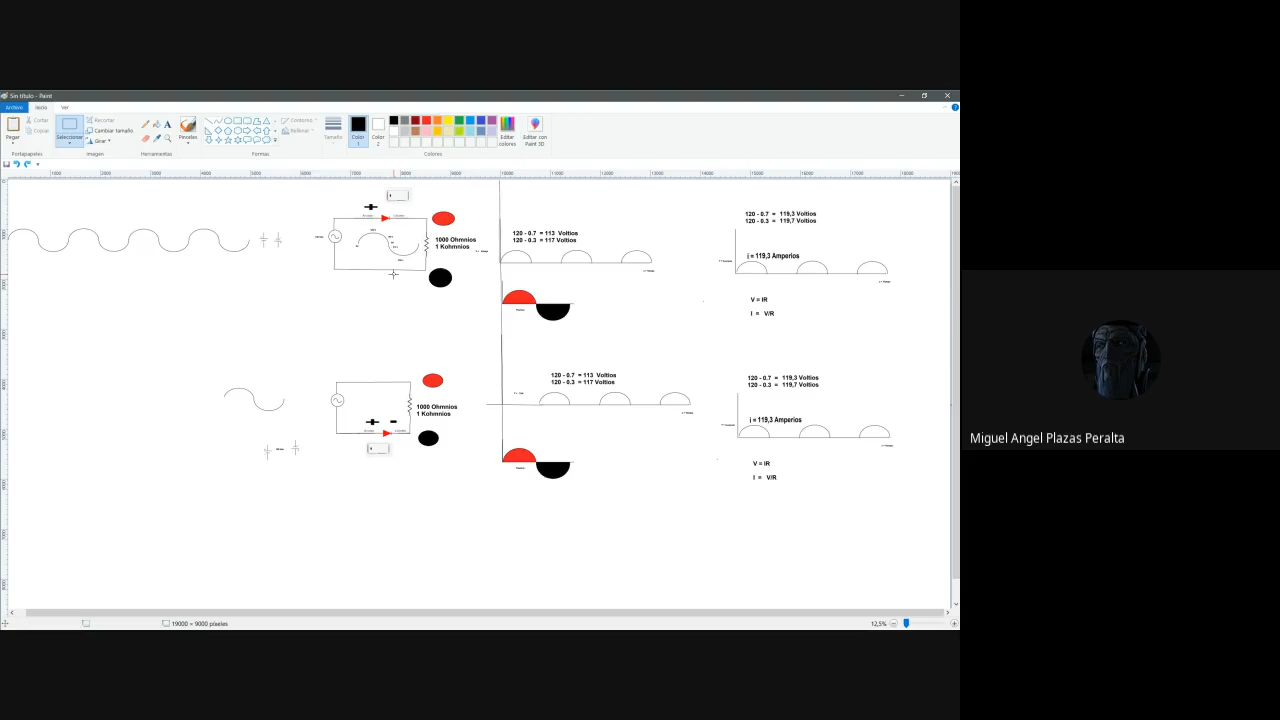 Sin título - Paint
Archivo
Inicio
Ver
Pegar
Cortar
Copiar
Portapapeles
Seleccionar
Recortar
Cambiar tamaño
Girar
Imagen
Herramientas
Pinceles
Contorno
Rellenar
Formas
Tamaño
Color 1
Color 2
Colores
Editar colores
Editar con Paint 3D
1000 Ohmnios
1 Kohmnios
120 - 0.7 = 113 Voltios
120 - 0.3 = 117 Voltios
120 - 0.7 = 119,3 Voltios
120 - 0.3 = 119,7 Voltios
i = 119,3 Amperios
V = IR
I = V/R
1000 Ohmnios
1 Kohmnios
120 - 0.7 = 113 Voltios
120 - 0.3 = 117 Voltios
120 - 0.7 = 119,3 Voltios
120 - 0.3 = 119,7 Voltios
i = 119,3 Amperios
V = IR
I = V/R
19000 × 9000 píxeles
12,5%
Miguel Angel Plazas Peralta